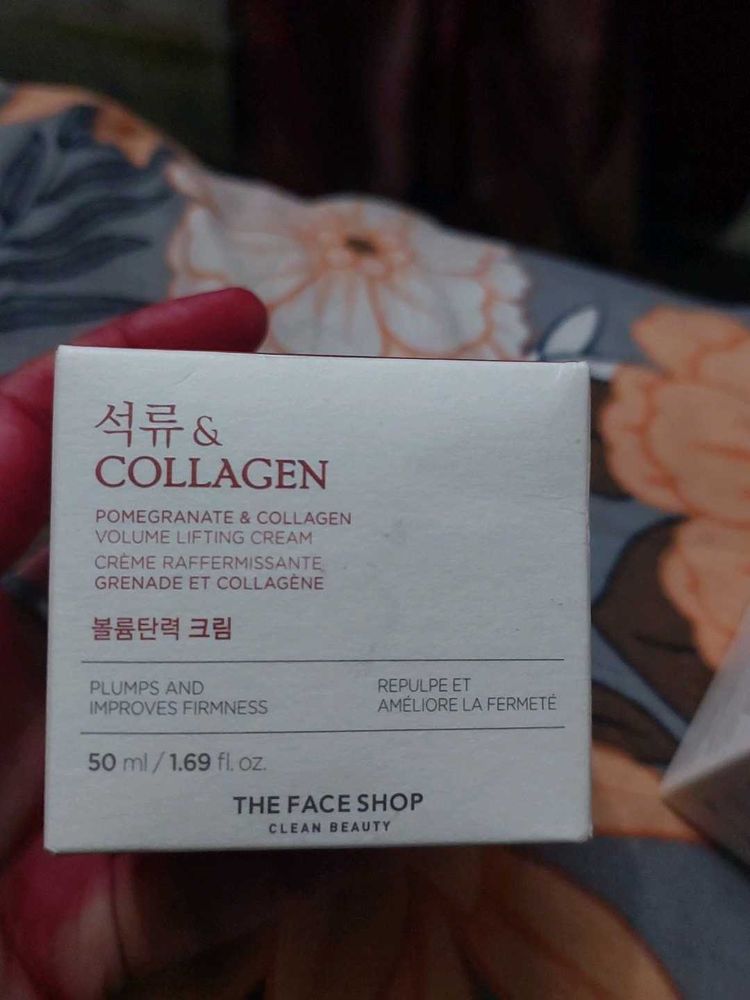 석류 &
COLLAGEN
POMEGRANATE & COLLAGEN
VOLUME LIFTING CREAM
CRÈME RAFFERMISSANTE
GRENADE ET COLLAGÈNE
볼륨탄력 크림
PLUMPS AND
IMPROVES FIRMNESS
REPULPE ET
AMÉLIORE LA FERMETÉ
50 ml / 1.69 fl. oz.
THE FACE SHOP
CLEAN BEAUTY